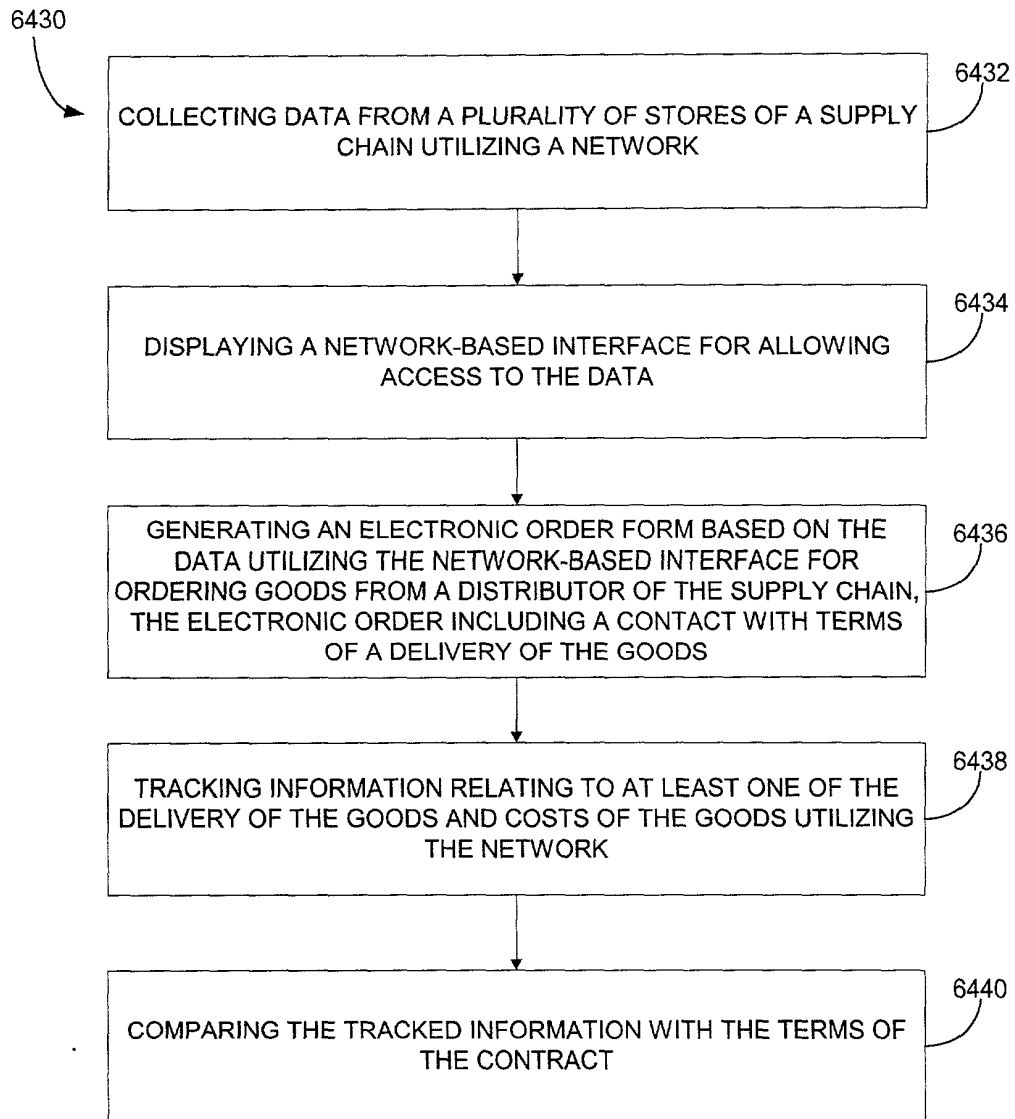 6430
6432
COLLECTING DATA FROM A PLURALITY OF STORES OF A SUPPLY
CHAIN UTILIZING A NETWORK
6434
DISPLAYING A NETWORK-BASED INTERFACE FOR ALLOWING
ACCESS TO THE DATA
6436
GENERATING AN ELECTRONIC ORDER FORM BASED ON THE
DATA UTILIZING THE NETWORK-BASED INTERFACE FOR
ORDERING GOODS FROM A DISTRIBUTOR OF THE SUPPLY CHAIN,
THE ELECTRONIC ORDER INCLUDING A CONTACT WITH TERMS
OF A DELIVERY OF THE GOODS
6438
TRACKING INFORMATION RELATING TO AT LEAST ONE OF THE
DELIVERY OF THE GOODS AND COSTS OF THE GOODS UTILIZING
THE NETWORK
6440
COMPARING THE TRACKED INFORMATION WITH THE TERMS OF
THE CONTRACT